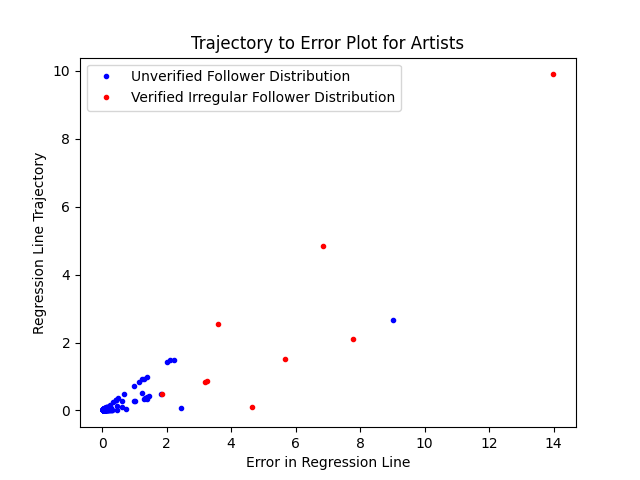 Trajectory to Error Plot for Artists
Unverified Follower Distribution
Verified Irregular Follower Distribution
Regression Line Trajectory
10
8
6
4
2
0
0 2 4 6 8 10 12 14
Error in Regression Line